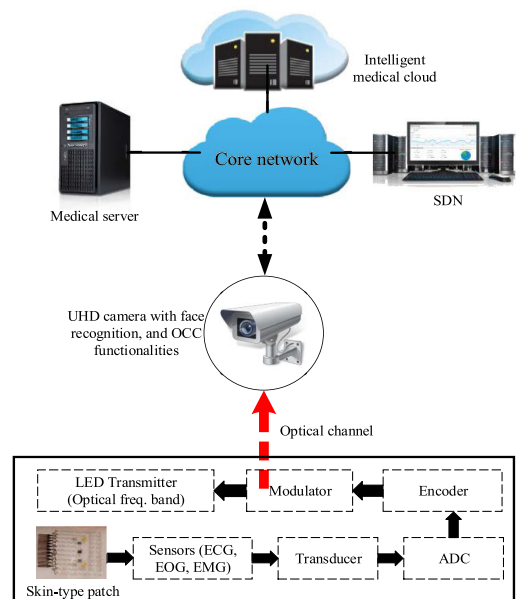 Intelligent
medical cloud
Core network
Medical server
SDN
UHD camera with face
recognition, and OCC
functionalities
Optical channel
LED Transmitter
(Optical freq. band)
Modulator
Encoder
Sensors (ECG,
EOG, EMG)
Transducer
ADC
Skin-type patch